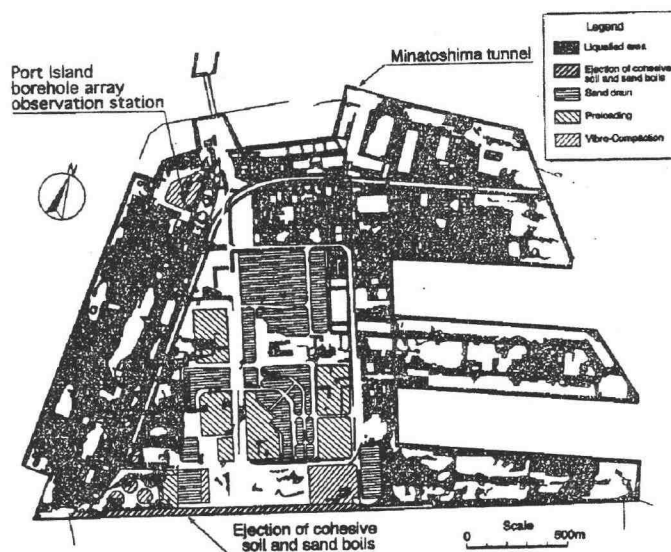 Port Island
borehole array
observation station
Minatoshima tunnel
Legend
Liquefied area
Ejection of cohesive
soil and sand boils
Sand drain
Preloading
Vibro-Compaction
N
Ejection of cohesive
soil and sand boils
Scale
0 500m